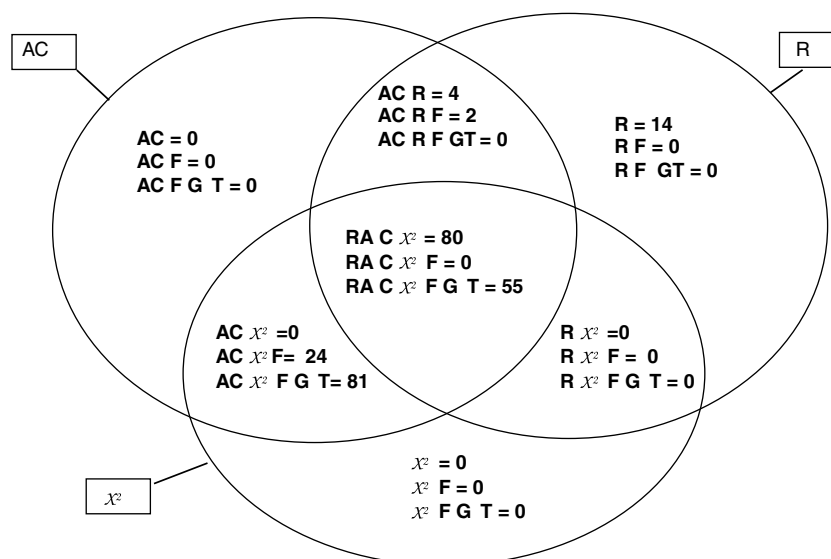 AC
R
AC R = 4
AC R F = 2
AC R F GT= 0
AC = 0
AC F = 0
AC F G T = 0
R = 14
R F = 0
R F GT = 0
RA C χ² = 80
RA C χ² F = 0
RA C χ² F G T = 55
AC χ² =0
AC χ² F= 24
AC χ² F G T= 81
R χ² =0
R χ² F = 0
R χ² F G T = 0
χ²
χ² = 0
χ² F = 0
χ² FG T = 0